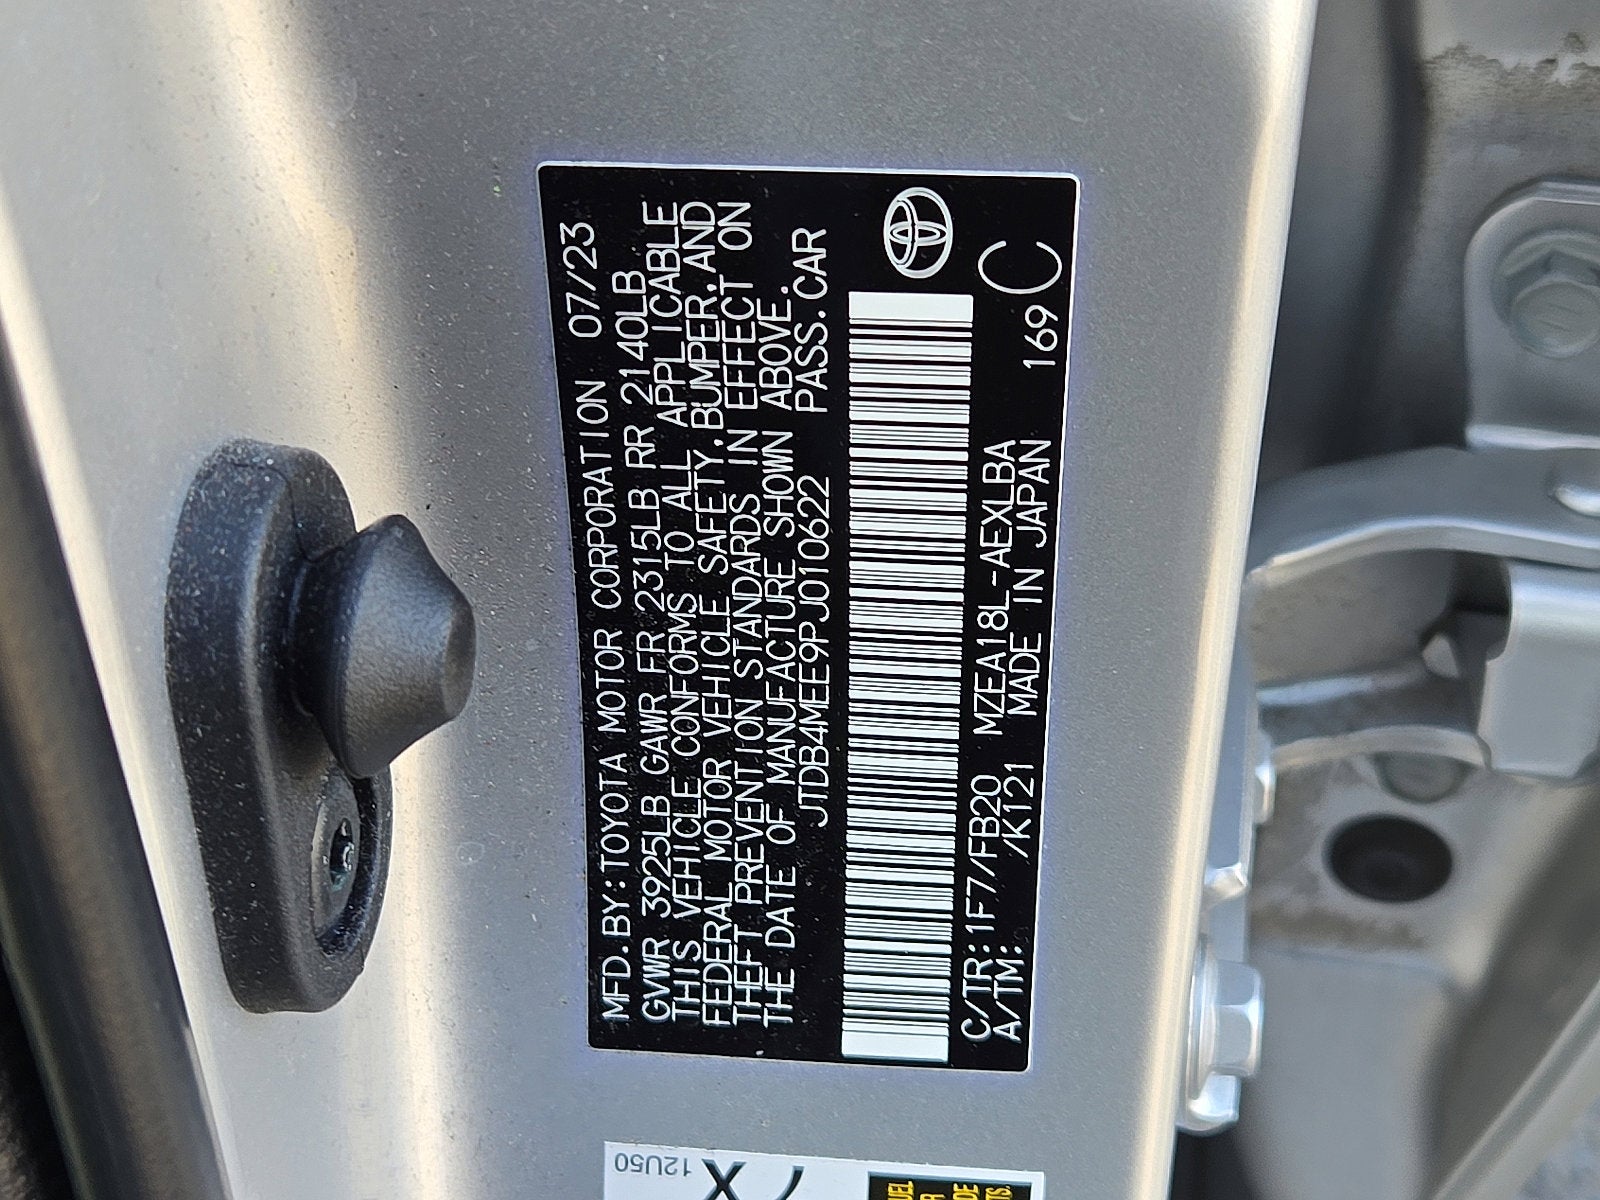 MFD.BY:TOYOTA MOTOR CORPORATION 07/23
GVWR 3925LB GAWR FR 2315LB RR 2140LB
THIS VEHICLE CONFORMS TO ALL APPLICABLE
FEDERAL MOTOR VEHICLE SAFETY,BUMPER,AND
THEFT PREVENTION STANDARDS IN EFFECT ON
THE DATE OF MANUFACTURE SHOWN ABOVE.
JTDB4MEE9PJ010622 PASS.CAR
C/TR:1F7/FB20 MZEA18L-AEXLBA 169 C
A/TM: /K121 MADE IN JAPAN
12U50
X